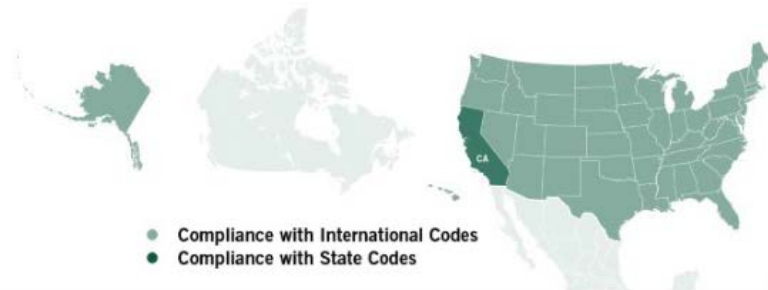 CA
Compliance with International Codes
Compliance with State Codes